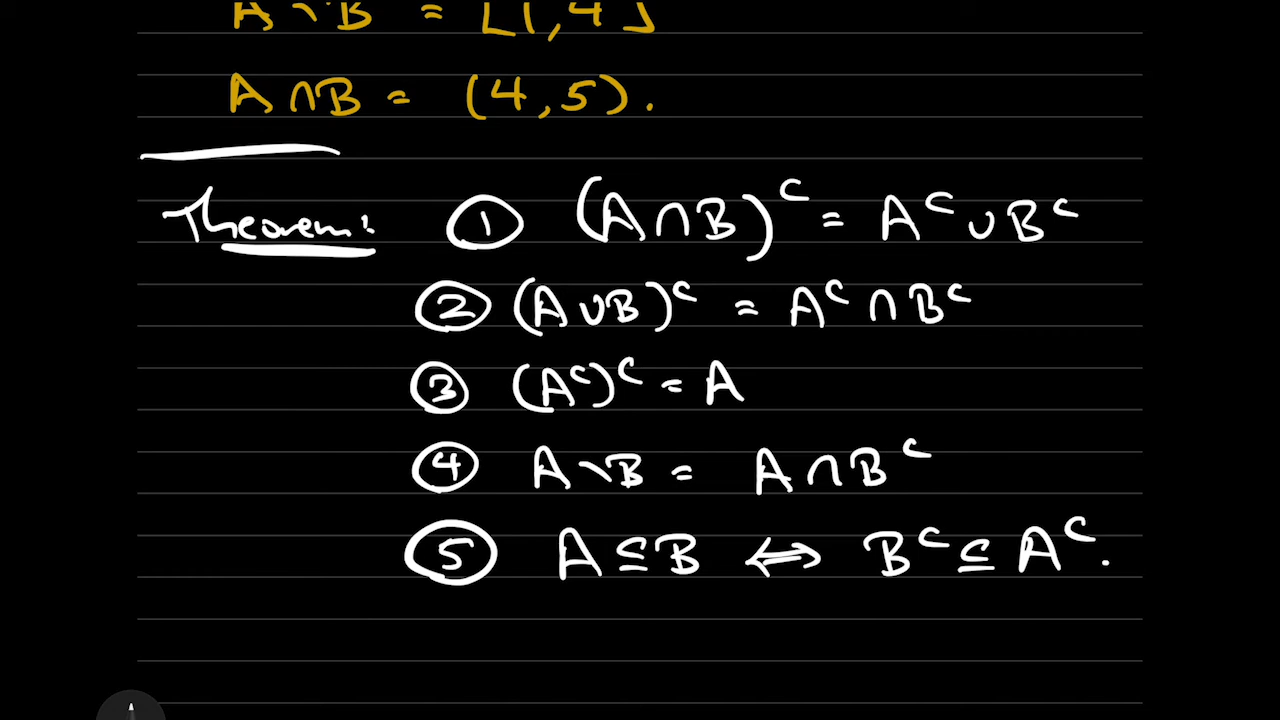 A \ B = [1, 4]
A ∩ B = (4, 5).
Theorem: ① (A ∩ B)ᶜ = Aᶜ ∪ Bᶜ
② (A ∪ B)ᶜ = Aᶜ ∩ Bᶜ
③ (Aᶜ)ᶜ = A
④ A \ B = A ∩ Bᶜ
⑤ A ⊆ B ⟺ Bᶜ ⊆ Aᶜ.